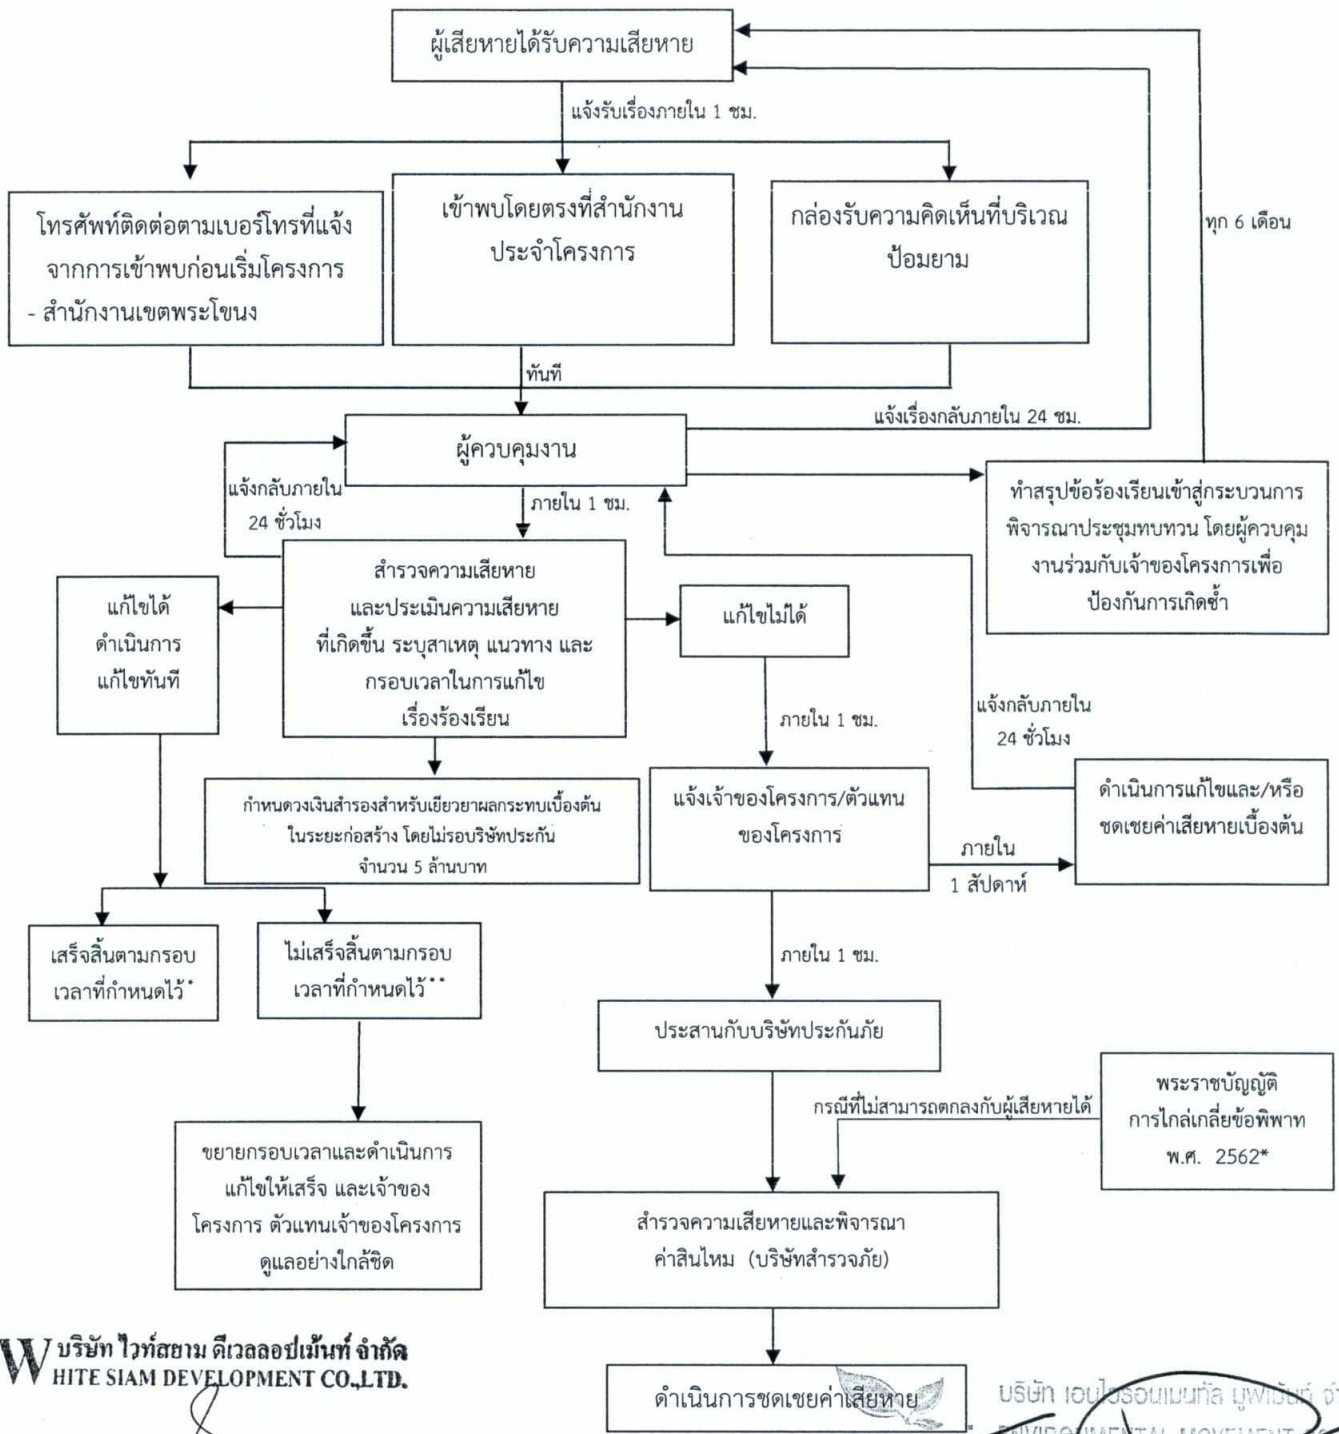 ผู้เสียหายได้รับความเสียหาย
แจ้งรับเรื่องภายใน 1 ชม.
โทรศัพท์ติดต่อตามเบอร์โทรที่แจ้ง
จากการเข้าพบก่อนเริ่มโครงการ
- สำนักงานเขตพระโขนง
เข้าพบโดยตรงที่สำนักงาน
ประจำโครงการ
กล่องรับความคิดเห็นที่บริเวณ
ป้อมยาม
ทุก 6 เดือน
ทันที
แจ้งเรื่องกลับภายใน 24 ชม.
ผู้ควบคุมงาน
แจ้งกลับภายใน
24 ชั่วโมง
ภายใน 1 ชม.
ทำสรุปข้อร้องเรียนเข้าสู่กระบวนการ
พิจารณาประชุมทบทวน โดยผู้ควบคุม
งานร่วมกับเจ้าของโครงการเพื่อ
ป้องกันการเกิดซ้ำ
แก้ไขได้
ดำเนินการ
แก้ไขทันที
สำรวจความเสียหาย
และประเมินความเสียหาย
ที่เกิดขึ้น ระบุสาเหตุ แนวทาง และ
กรอบเวลาในการแก้ไข
เรื่องร้องเรียน
แก้ไขไม่ได้
ภายใน 1 ชม.
แจ้งกลับภายใน
24 ชั่วโมง
กำหนดวงเงินสำรองสำหรับเยียวยาผลกระทบเบื้องต้น
ในระยะก่อสร้าง โดยไม่รอบริษัทประกัน
จำนวน 5 ล้านบาท
แจ้งเจ้าของโครงการ/ตัวแทน
ของโครงการ
ภายใน
1 สัปดาห์
ดำเนินการแก้ไขและ/หรือ
ชดเชยค่าเสียหายเบื้องต้น
เสร็จสิ้นตามกรอบ
เวลาที่กำหนดไว้*
ไม่เสร็จสิ้นตามกรอบ
เวลาที่กำหนดไว้**
ภายใน 1 ชม.
ประสานกับบริษัทประกันภัย
กรณีที่ไม่สามารถตกลงกับผู้เสียหายได้
พระราชบัญญัติ
การไกล่เกลี่ยข้อพิพาท
พ.ศ. 2562*
ขยายกรอบเวลาและดำเนินการ
แก้ไขให้เสร็จ และเจ้าของ
โครงการ ตัวแทนเจ้าของโครงการ
ดูแลอย่างใกล้ชิด
สำรวจความเสียหายและพิจารณา
ค่าสินไหม (บริษัทสำรวจภัย)
บริษัท ไวท์สยาม ดีเวลลอปเม้นท์ จำกัด
WHITE SIAM DEVELOPMENT CO.,LTD.
ดำเนินการชดเชยค่าเสียหาย
บริษัท เอนไวรอนเมนทัล มูฟเม้นท์
ENVIRONMENTAL MOVEMENT